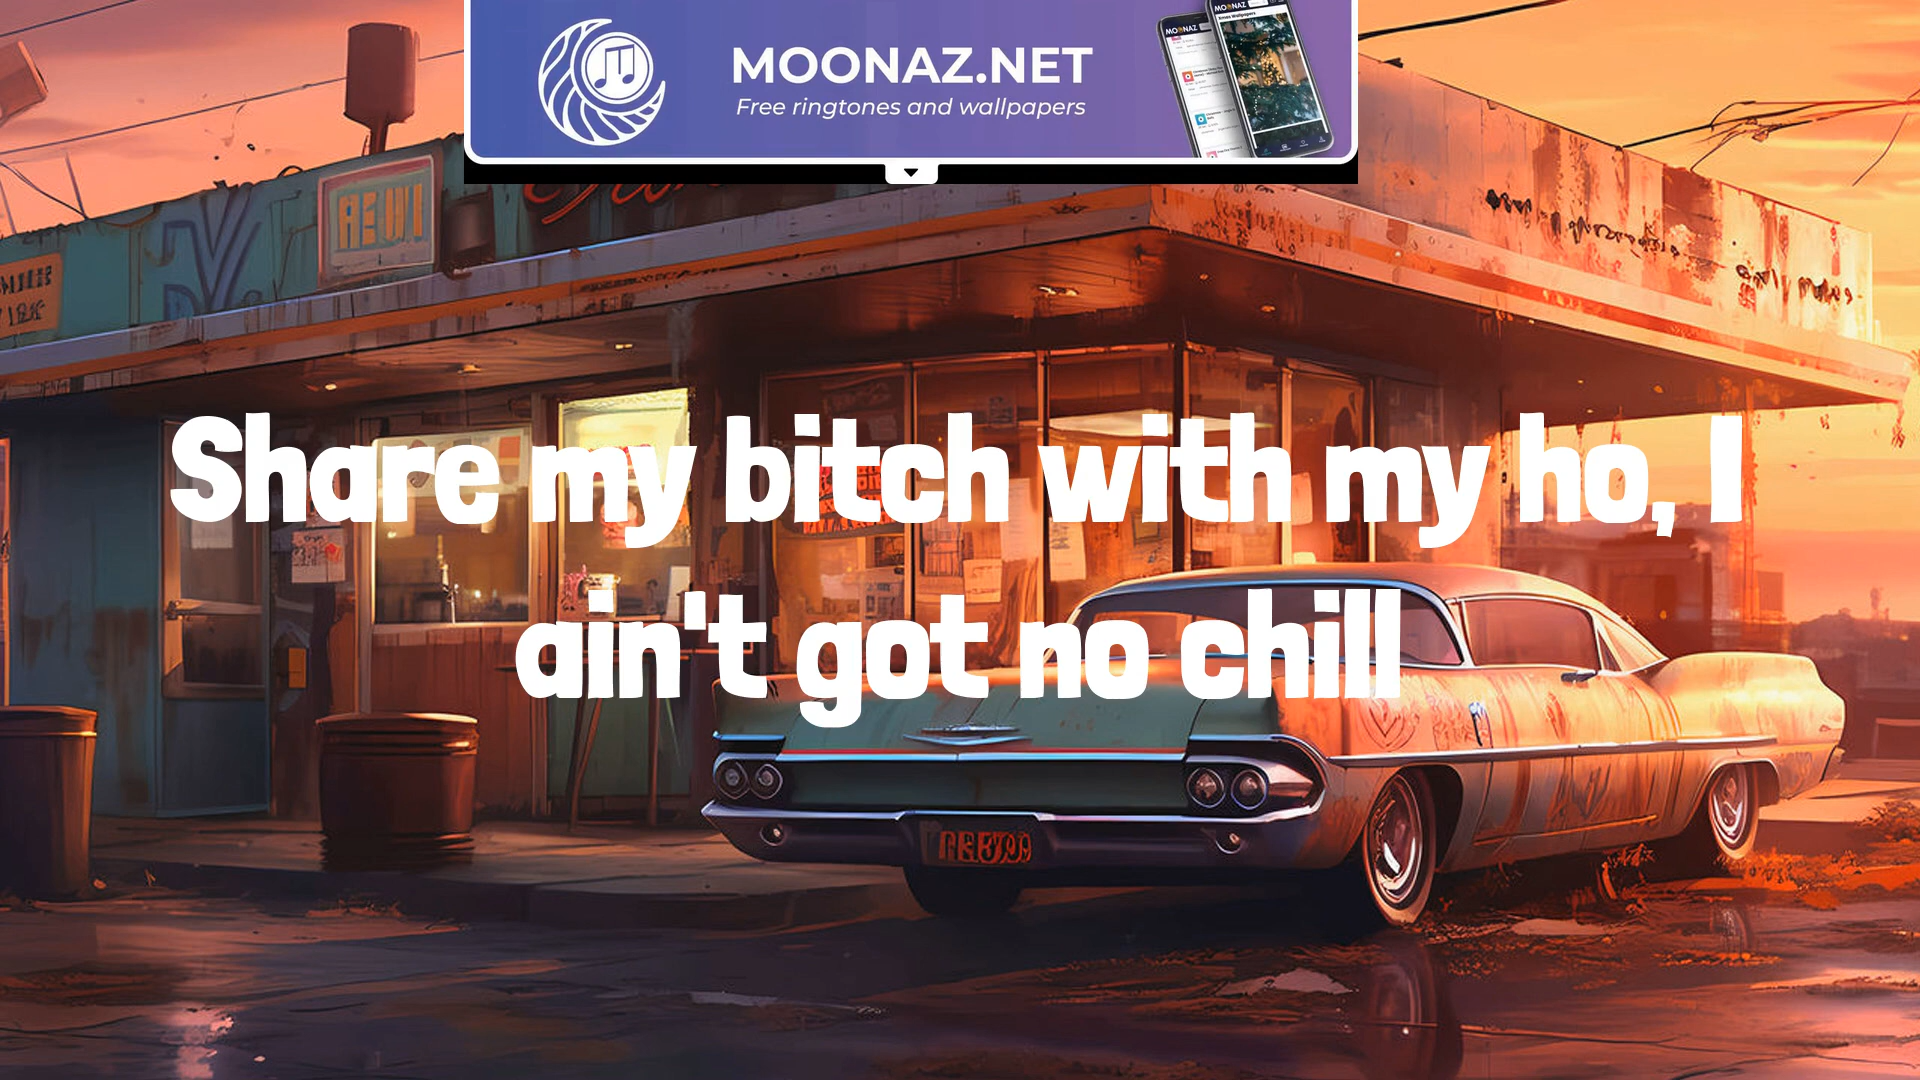 MOONAZ.NET
Free ringtones and wallpapers
Share my bitch with my ho, I
ain't got no chill